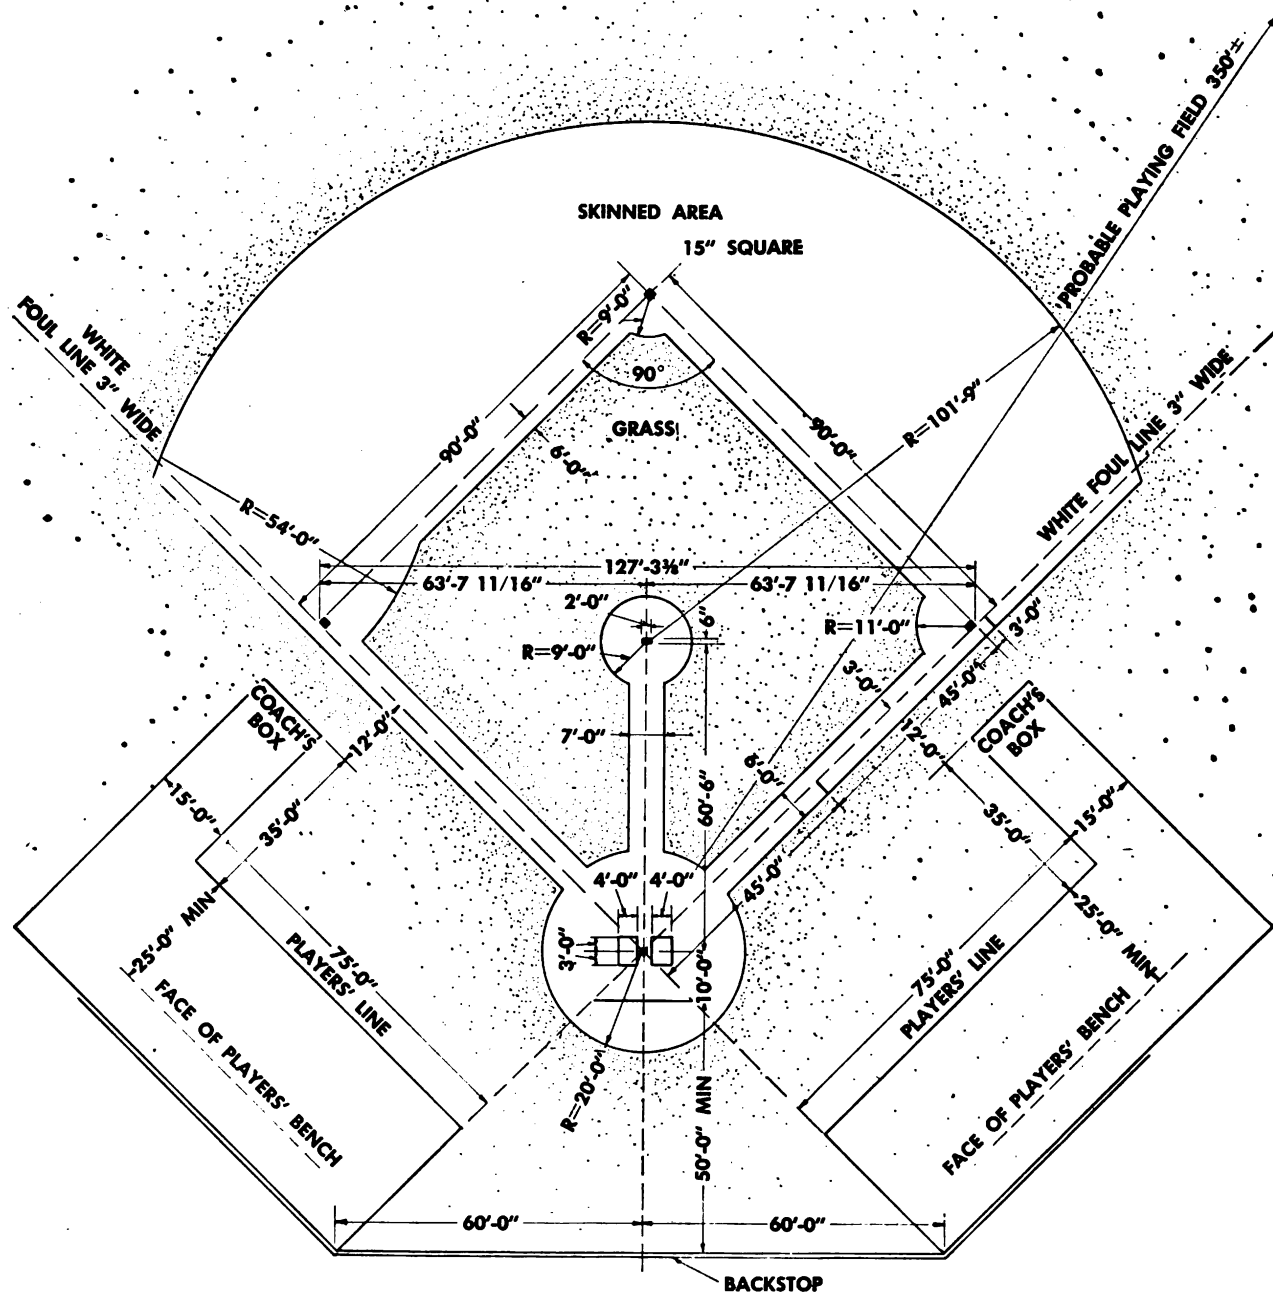 PROBABLE PLAYING FIELD 350'±
SKINNED AREA
15" SQUARE
R=9'-0"
WHITE
FOUL LINE 3" WIDE
90°
90'-0"
GRASS
90'-0"
R=101'-9"
6'-0"
WHITE FOUL LINE 3" WIDE
R=54'-0"
127'-3⅜"
63'-7 11/16"
63'-7 11/16"
2'-0"
6"
R=11'-0"
3'-0"
R=9'-0"
3'-0"
45'-0"
COACH'S
BOX
12'-0"
7'-0"
12'-0"
COACH'S
BOX
6'-0"
60'-6"
15'-0"
35'-0"
35'-0"
15'-0"
4'-0"
4'-0"
45'-0"
25'-0" MIN
25'-0" MIN
3'-0"
10'-0"
75'-0"
PLAYERS' LINE
75'-0"
PLAYERS' LINE
FACE OF PLAYERS' BENCH
FACE OF PLAYERS' BENCH
R=20'-0"
50'-0" MIN
60'-0"
60'-0"
BACKSTOP